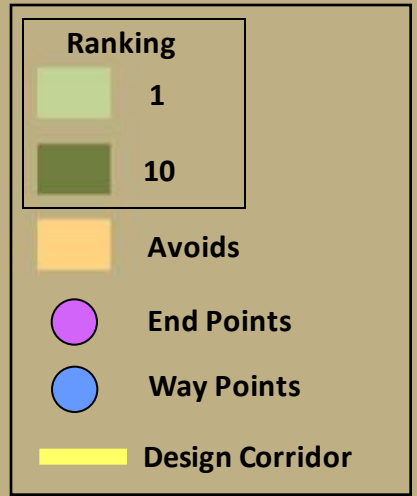 Ranking
1
10
Avoids
End Points
Way Points
Design Corridor